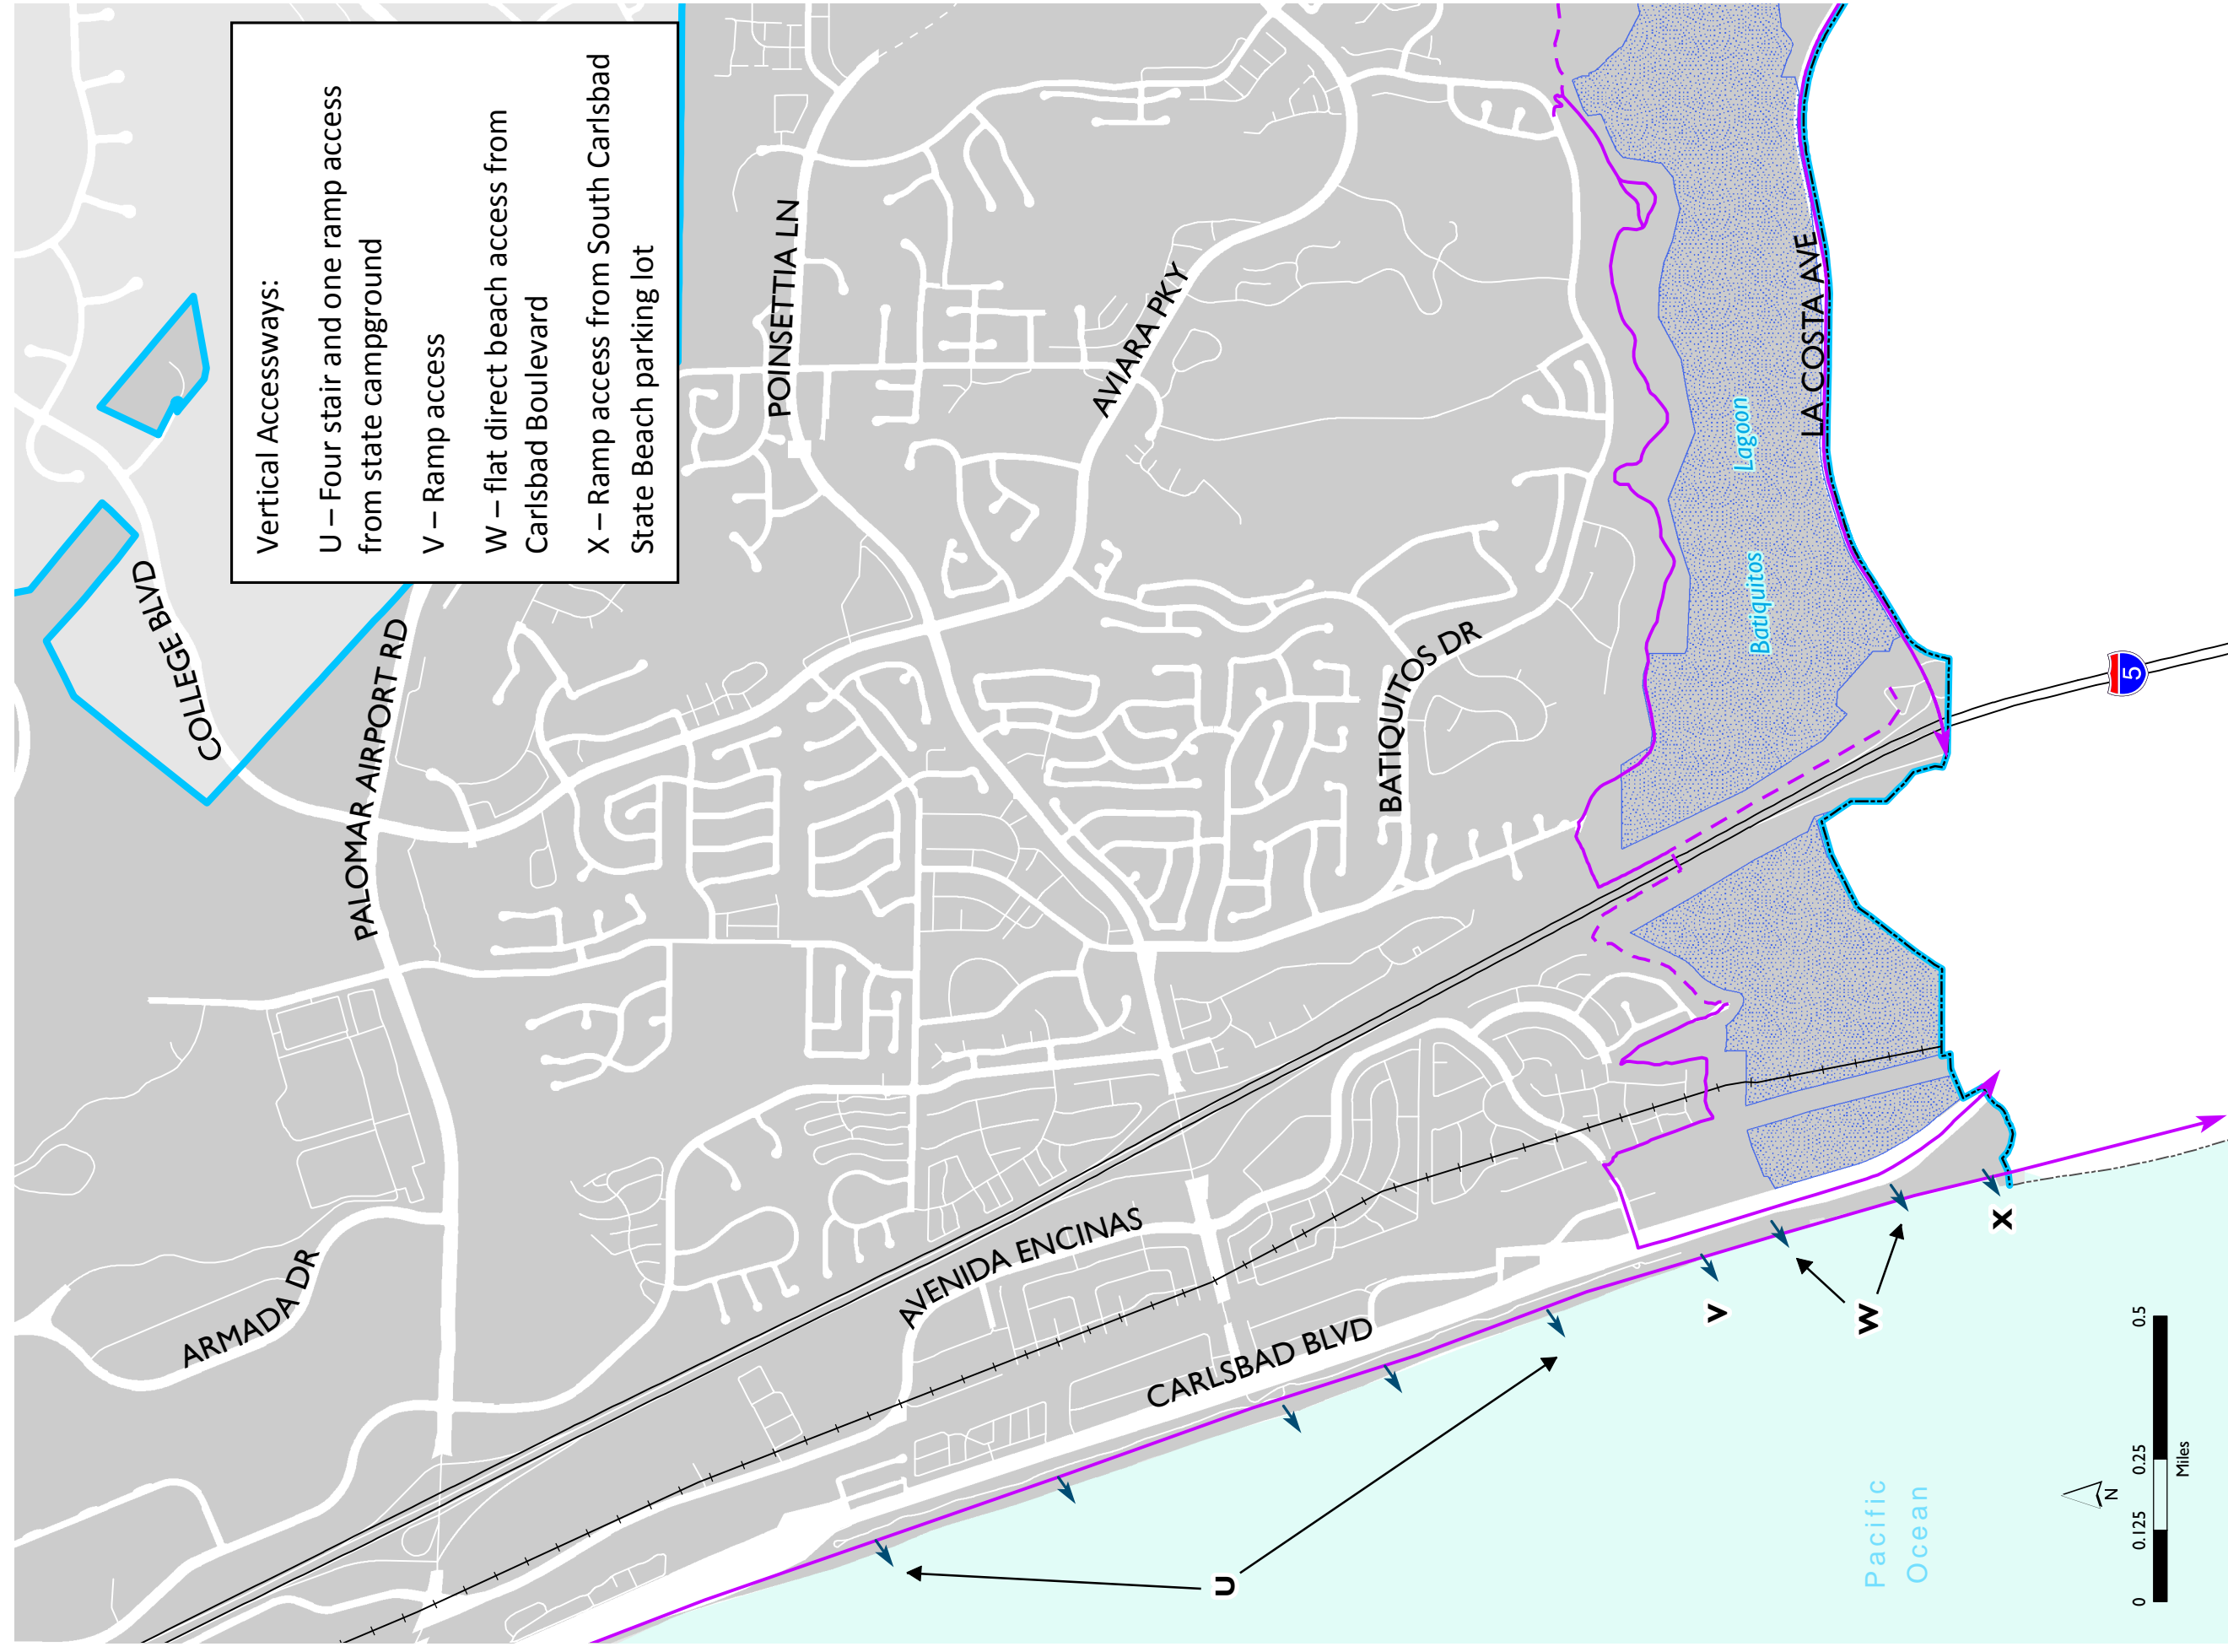 Vertical Accessways:
U – Four stair and one ramp access
from state campground
V – Ramp access
W – flat direct beach access from
Carlsbad Boulevard
X – Ramp access from South Carlsbad
State Beach parking lot
COLLEGE BLVD
PALOMAR AIRPORT RD
ARMADA DR
POINSETTIA LN
AVIARA PKY
BATIQUITOS DR
AVENIDA ENCINAS
CARLSBAD BLVD
LA COSTA AVE
Batiquitos
Lagoon
5
U
V
W
X
Pacific
Ocean
N
0 0.125 0.25 0.5
Miles